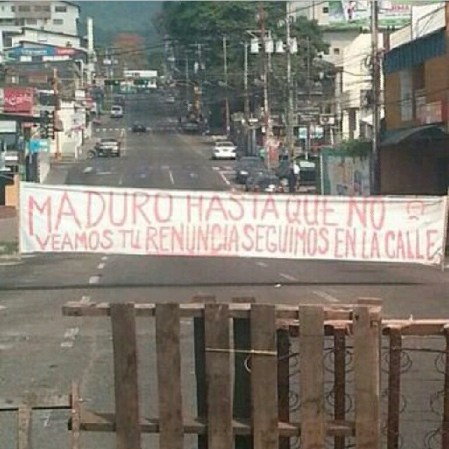 MADURO HASTA QUE NO
VEAMOS TU RENUNCIA SEGUIMOS EN LA CALLE